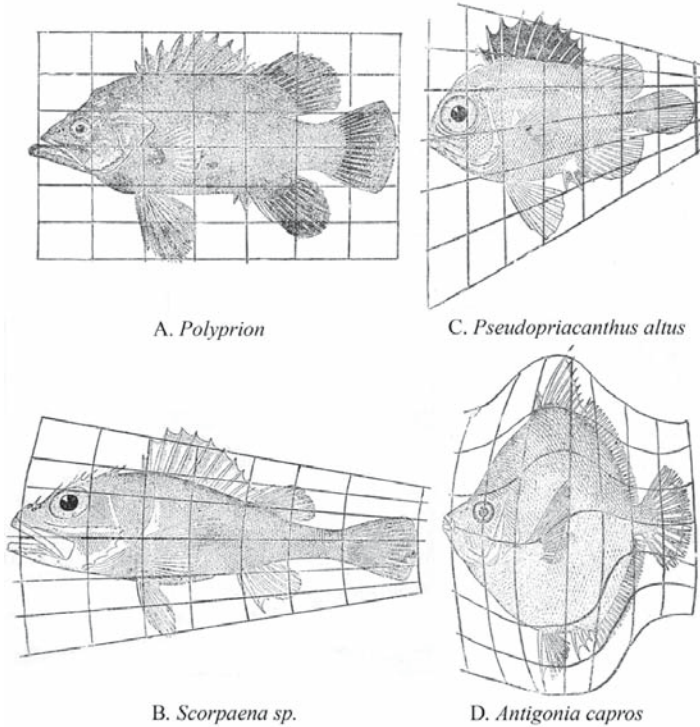 A. Polyprion
C. Pseudopriacanthus altus
B. Scorpaena sp.
D. Antigonia capros